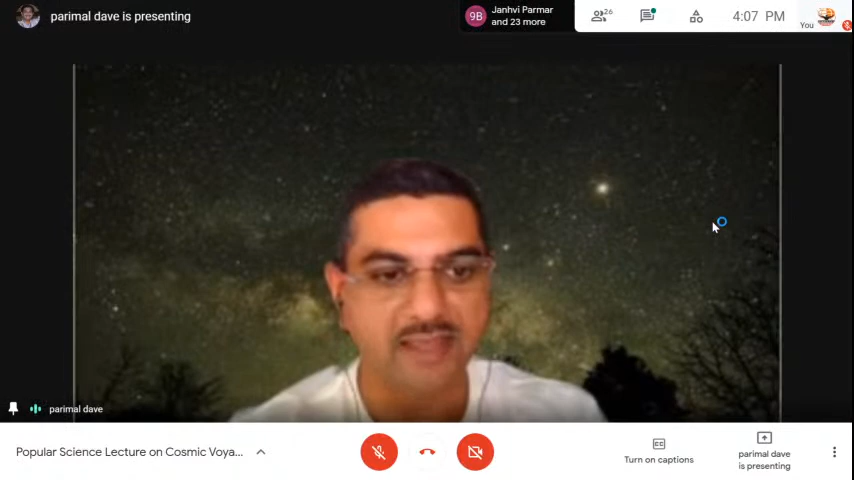 parimal dave is presenting
9B
Janhvi Parmar
and 23 more
26
4:07 PM
You
parimal dave
Popular Science Lecture on Cosmic Voya...
CC
Turn on captions
parimal dave
is presenting